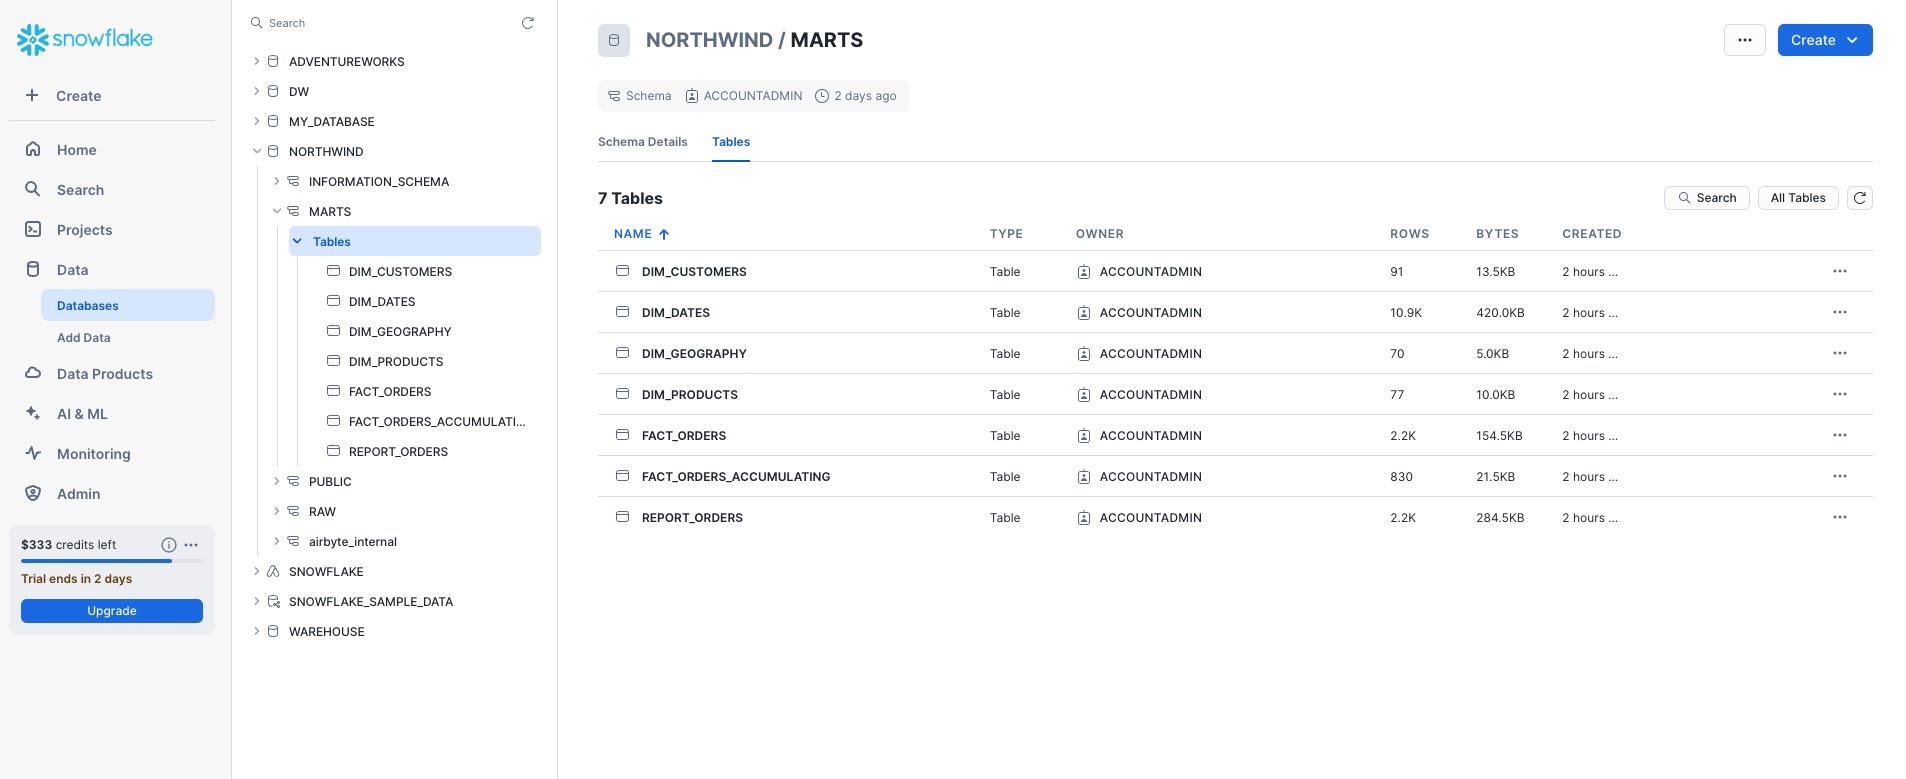 snowflake
Create
Home
Search
Projects
Data
Databases
Add Data
Data Products
AI & ML
Monitoring
Admin
$333 credits left
Trial ends in 2 days
Upgrade
Search
ADVENTUREWORKS
DW
MY_DATABASE
NORTHWIND
INFORMATION_SCHEMA
MARTS
Tables
DIM_CUSTOMERS
DIM_DATES
DIM_GEOGRAPHY
DIM_PRODUCTS
FACT_ORDERS
FACT_ORDERS_ACCUMULATI...
REPORT_ORDERS
PUBLIC
RAW
airbyte_internal
SNOWFLAKE
SNOWFLAKE_SAMPLE_DATA
WAREHOUSE
NORTHWIND / MARTS
... Create
Schema ACCOUNTADMIN 2 days ago
Schema Details Tables
7 Tables
Search All Tables
NAME TYPE OWNER ROWS BYTES CREATED
DIM_CUSTOMERS Table ACCOUNTADMIN 91 13.5KB 2 hours ...
DIM_DATES Table ACCOUNTADMIN 10.9K 420.0KB 2 hours ...
DIM_GEOGRAPHY Table ACCOUNTADMIN 70 5.0KB 2 hours ...
DIM_PRODUCTS Table ACCOUNTADMIN 77 10.0KB 2 hours ...
FACT_ORDERS Table ACCOUNTADMIN 2.2K 154.5KB 2 hours ...
FACT_ORDERS_ACCUMULATING Table ACCOUNTADMIN 830 21.5KB 2 hours ...
REPORT_ORDERS Table ACCOUNTADMIN 2.2K 284.5KB 2 hours ...